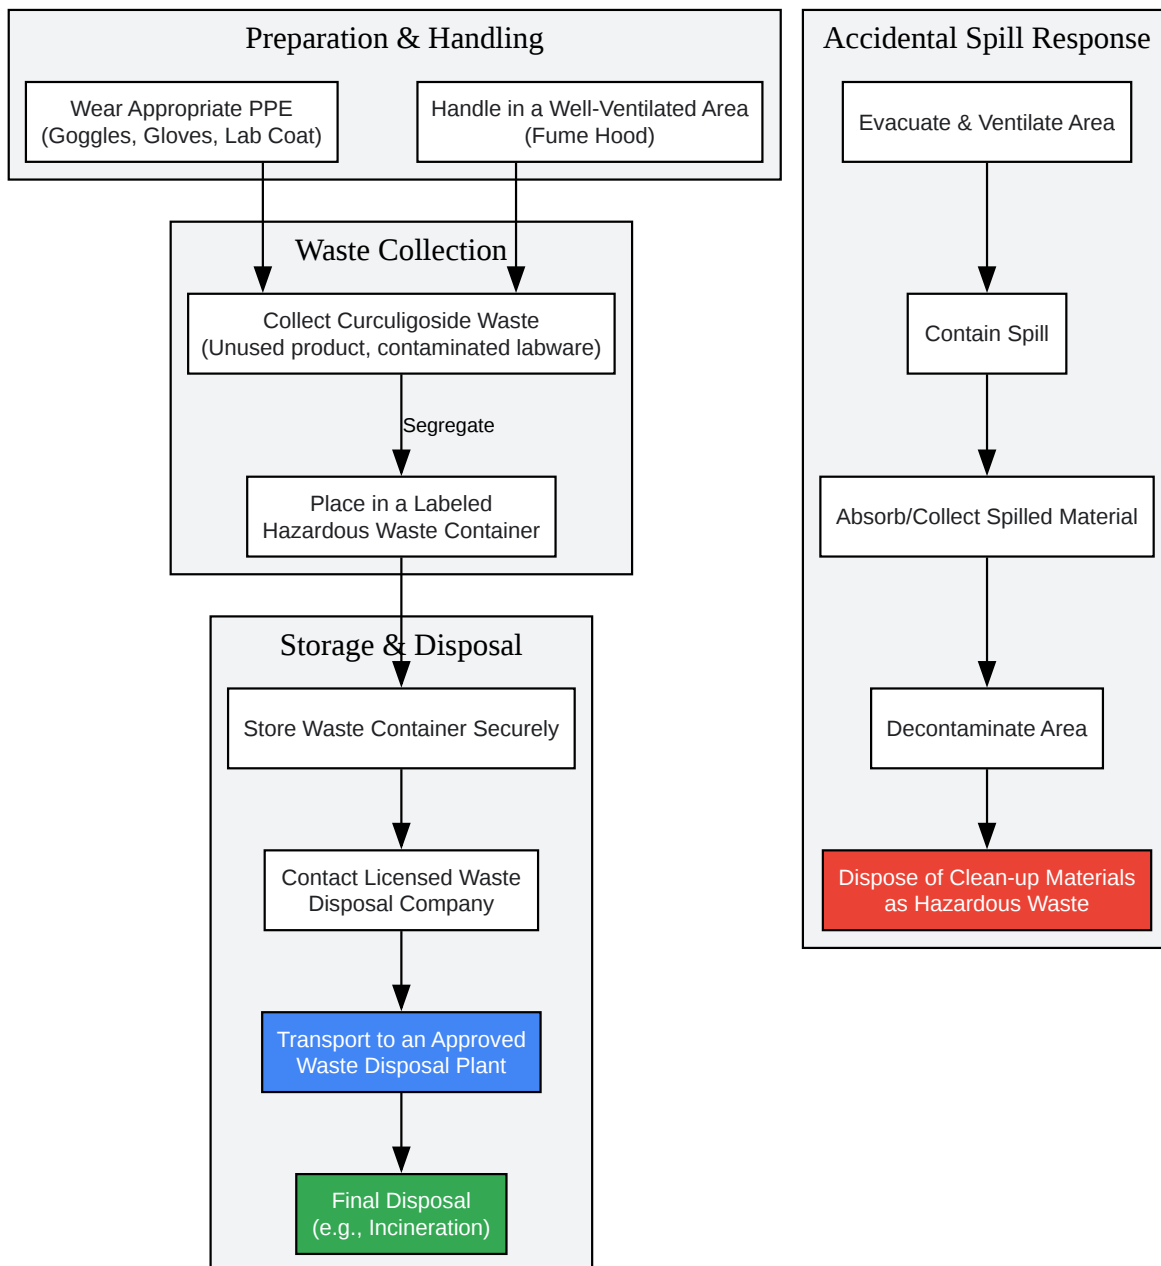 Preparation & Handling
Wear Appropriate PPE
(Goggles, Gloves, Lab Coat)
Handle in a Well-Ventilated Area
(Fume Hood)
Waste Collection
Collect Curculigoside Waste
(Unused product, contaminated labware)
Segregate
Place in a Labeled
Hazardous Waste Container
Storage & Disposal
Store Waste Container Securely
Contact Licensed Waste
Disposal Company
Transport to an Approved
Waste Disposal Plant
Final Disposal
(e.g., Incineration)
Accidental Spill Response
Evacuate & Ventilate Area
Contain Spill
Absorb/Collect Spilled Material
Decontaminate Area
Dispose of Clean-up Materials
as Hazardous Waste